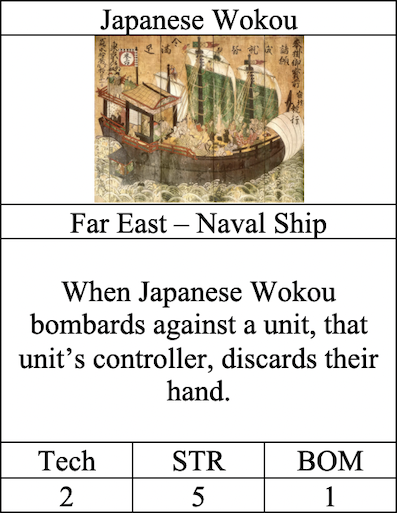 Japanese Wokou
Far East – Naval Ship
When Japanese Wokou
bombards against a unit, that
unit’s controller, discards their
hand.
Tech STR BOM
2 5 1